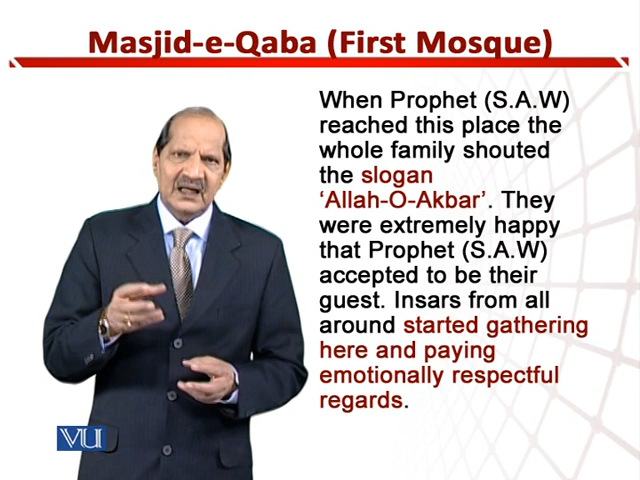 Masjid-e-Qaba (First Mosque)
When Prophet (S.A.W)
reached this place the
whole family shouted
the slogan
‘Allah-O-Akbar’. They
were extremely happy
that Prophet (S.A.W)
accepted to be their
guest. Insars from all
around started gathering
here and paying
emotionally respectful
regards.
VU